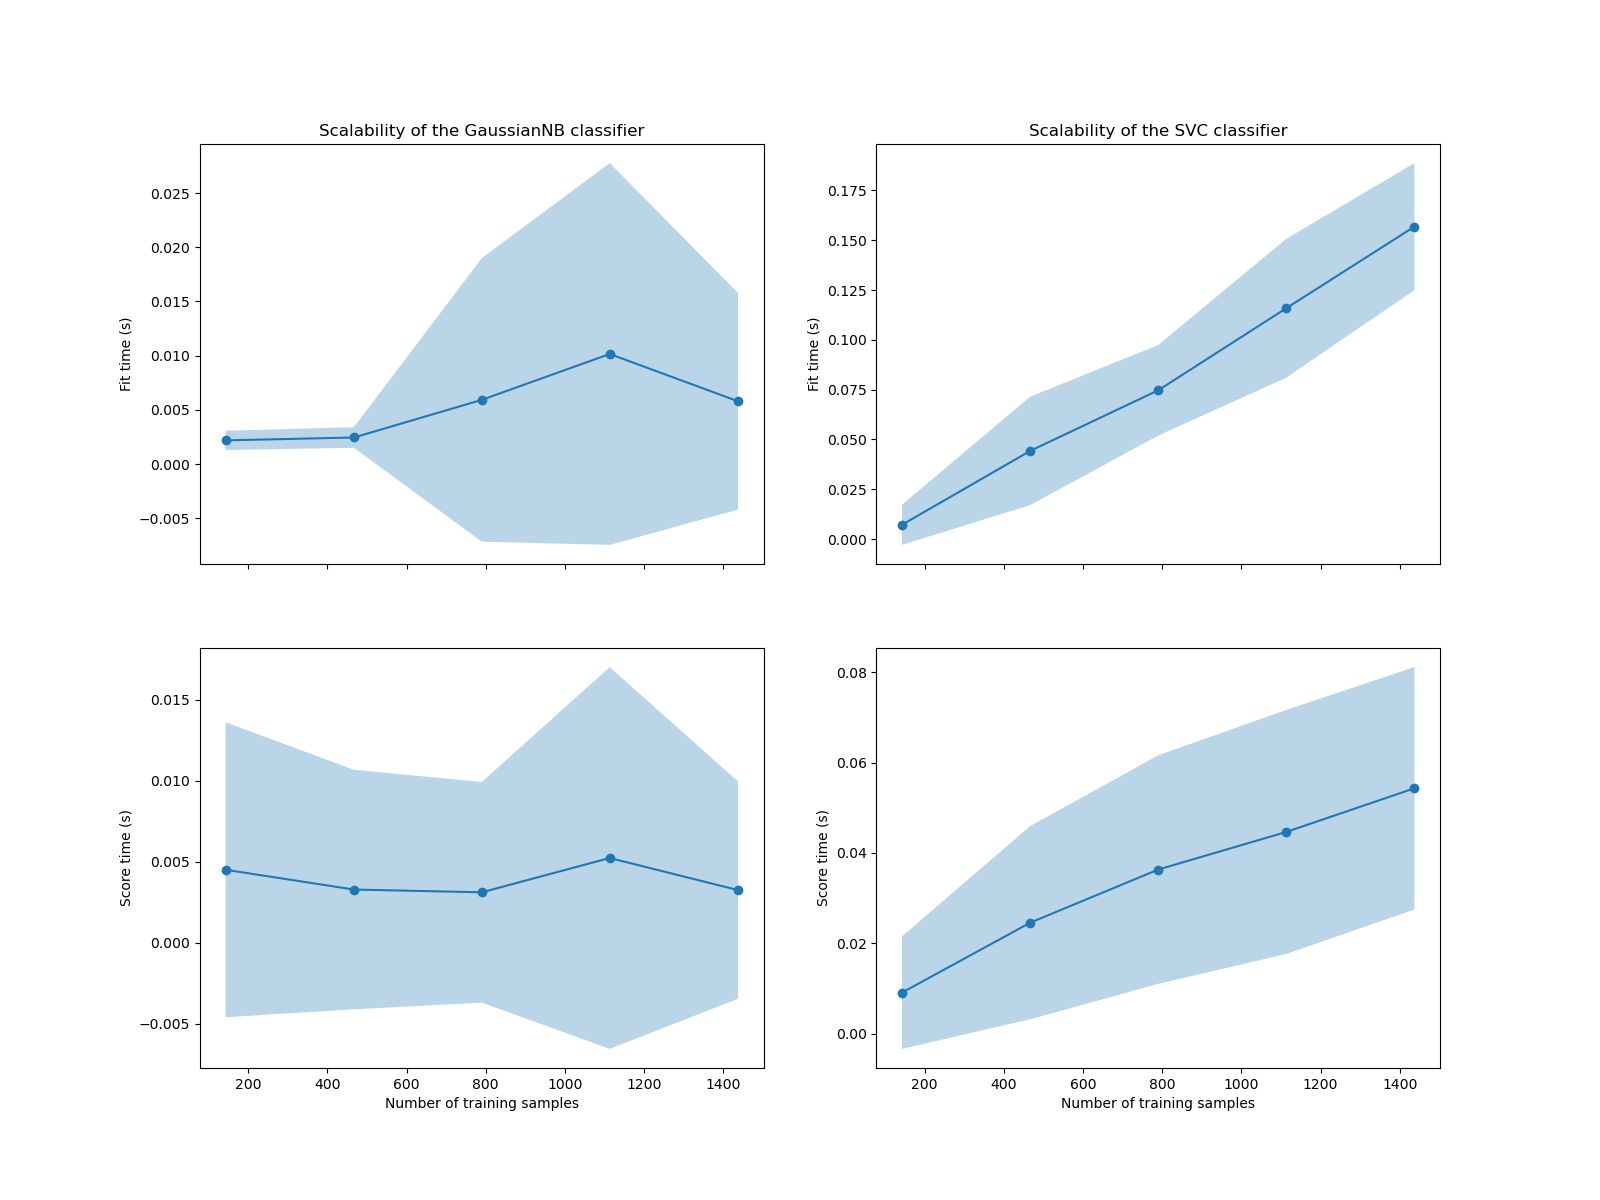 Scalability of the GaussianNB classifier
Scalability of the SVC classifier
Fit time (s)
0.025
0.020
0.015
0.010
0.005
0.000
−0.005
Fit time (s)
0.175
0.150
0.125
0.100
0.075
0.050
0.025
0.000
Score time (s)
0.015
0.010
0.005
0.000
−0.005
200 400 600 800 1000 1200 1400
Number of training samples
Score time (s)
0.08
0.06
0.04
0.02
0.00
200 400 600 800 1000 1200 1400
Number of training samples